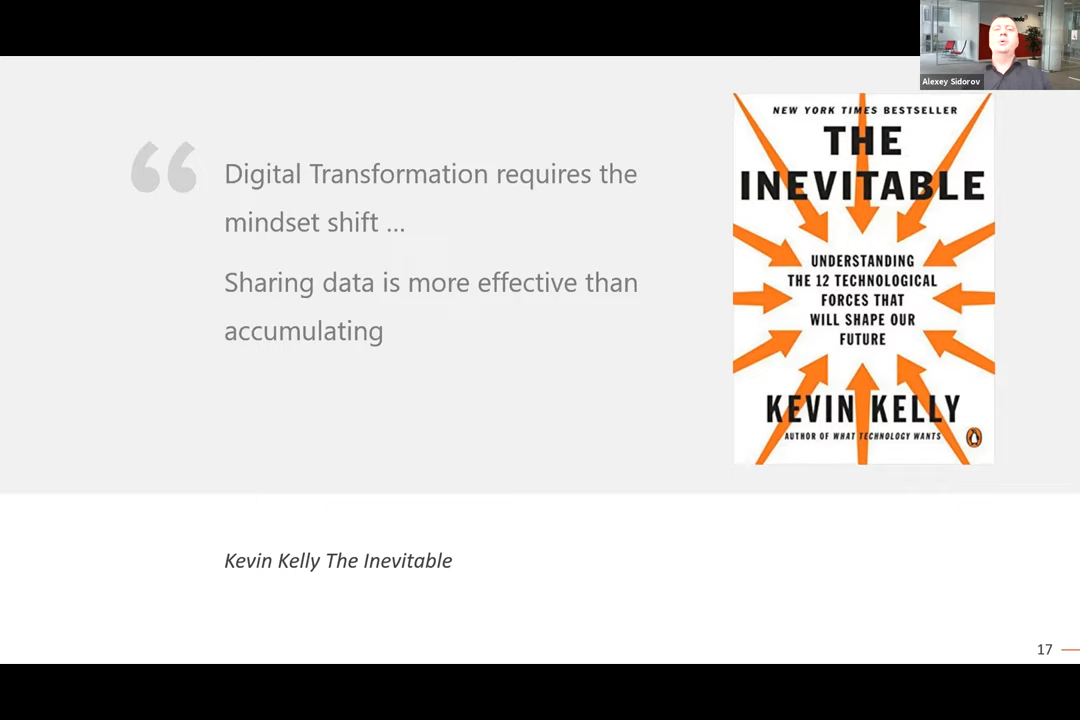 Alexey Sidorov
“
Digital Transformation requires the
mindset shift ...
Sharing data is more effective than
accumulating
NEW YORK TIMES BESTSELLER
THE
INEVITABLE
UNDERSTANDING
THE 12 TECHNOLOGICAL
FORCES THAT
WILL SHAPE OUR
FUTURE
KEVIN KELLY
AUTHOR OF WHAT TECHNOLOGY WANTS
Kevin Kelly The Inevitable
17